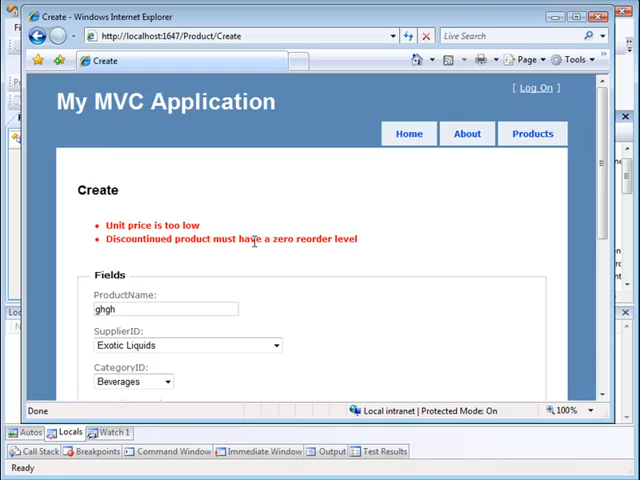 Create - Windows Internet Explorer
http://localhost:1647/Product/Create
Live Search
Create
Page
Tools
My MVC Application
[ Log On ]
Home
About
Products
Create
Unit price is too low
Discountinued product must have a zero reorder level
Fields
ProductName:
ghgh
SupplierID:
Exotic Liquids
CategoryID:
Beverages
Done
Local intranet | Protected Mode: On
100%
Autos
Locals
Watch 1
Call Stack
Breakpoints
Command Window
Immediate Window
Output
Test Results
Ready